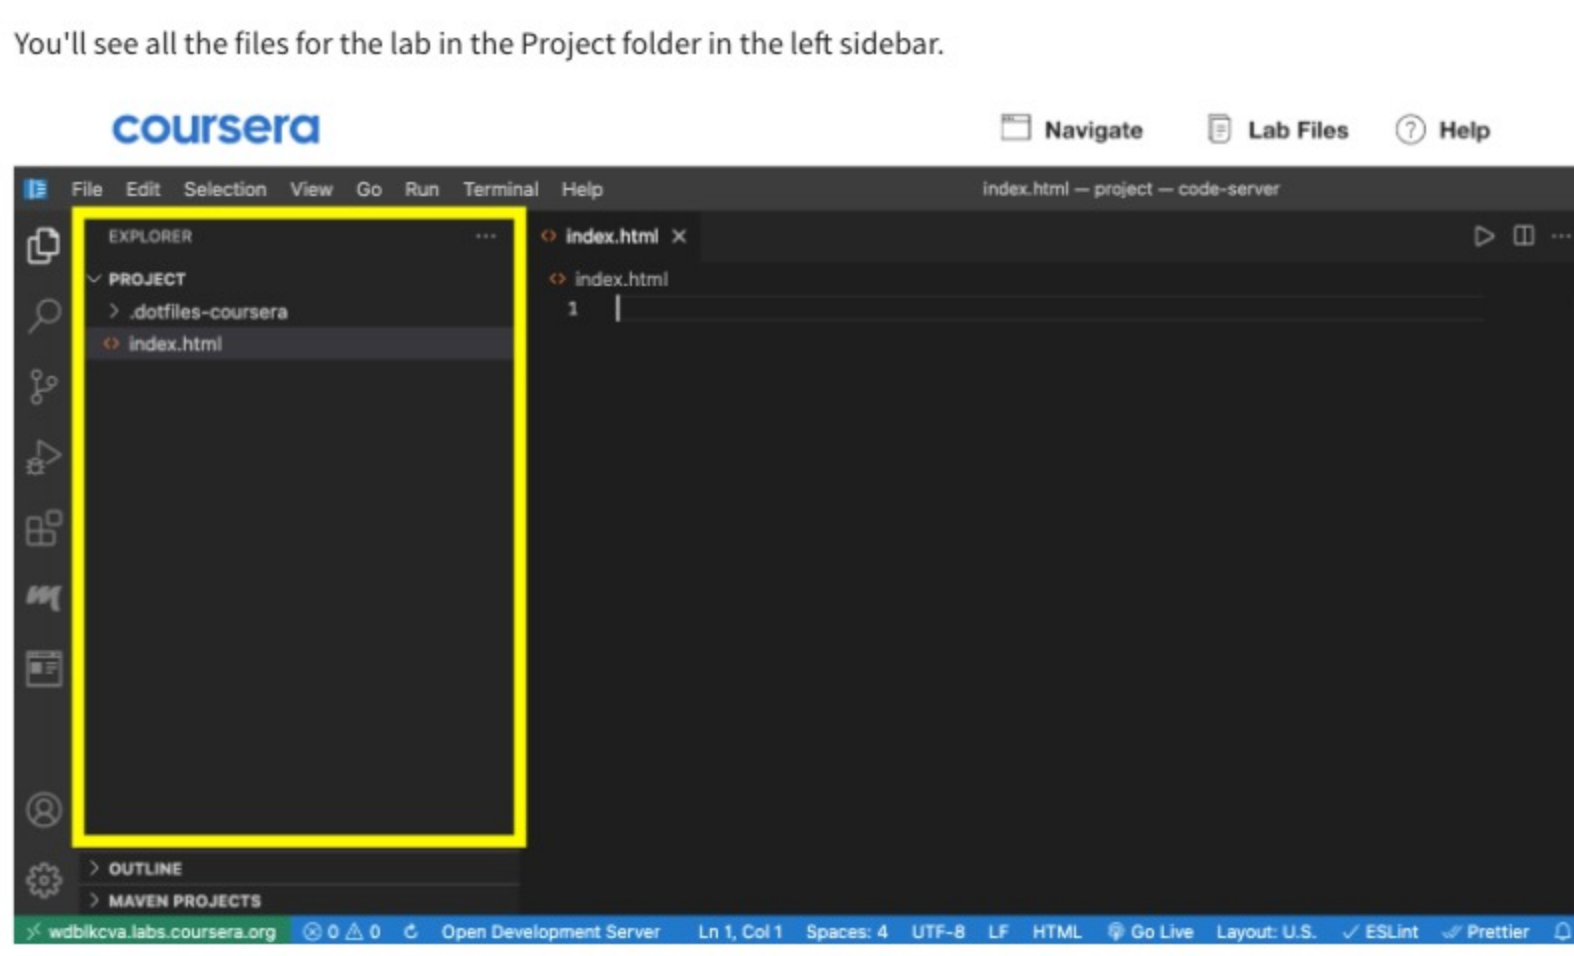 You'll see all the files for the lab in the Project folder in the left sidebar.
coursera Navigate Lab Files Help
File Edit Selection View Go Run Terminal Help index.html — project — code-server
EXPLORER ··· index.html × ···
PROJECT index.html
.dotfiles-coursera 1
index.html
OUTLINE
MAVEN PROJECTS
wdblkcva.labs.coursera.org 0 0 Open Development Server Ln 1, Col 1 Spaces: 4 UTF-8 LF HTML Go Live Layout: U.S. ESLint Prettier